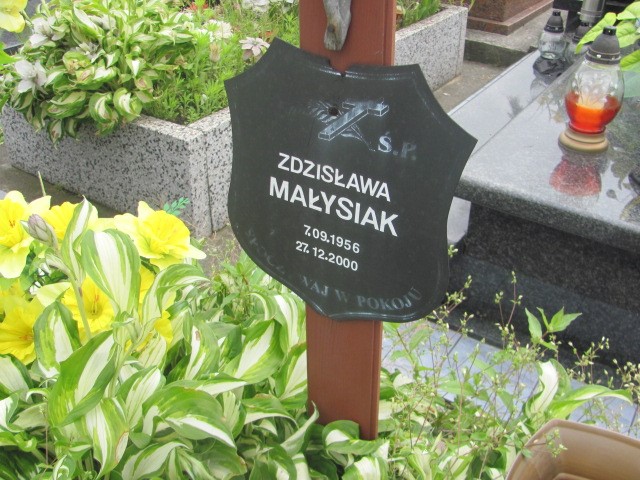 Ś.P.
ZDZISŁAWA
MAŁYSIAK
7.09.1956
27.12.2000
W POKOJU